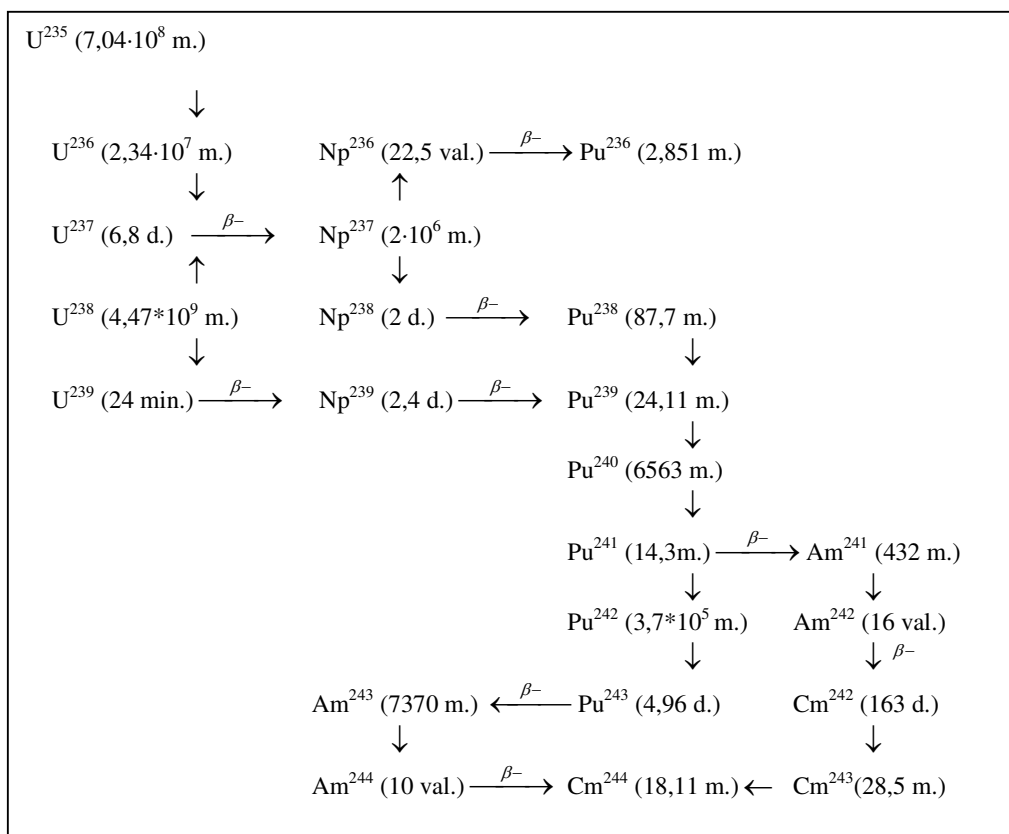 U²³⁵ (7,04·10⁸ m.)
↓
U²³⁶ (2,34·10⁷ m.) Np²³⁶ (22,5 val.) —β−→ Pu²³⁶ (2,851 m.)
↓ ↑
U²³⁷ (6,8 d.) —β−→ Np²³⁷ (2·10⁶ m.)
↑ ↓
U²³⁸ (4,47*10⁹ m.) Np²³⁸ (2 d.) —β−→ Pu²³⁸ (87,7 m.)
↓ ↓
U²³⁹ (24 min.) —β−→ Np²³⁹ (2,4 d.) —β−→ Pu²³⁹ (24,11 m.)
↓
Pu²⁴⁰ (6563 m.)
↓
Pu²⁴¹ (14,3m.) —β−→ Am²⁴¹ (432 m.)
↓ ↓
Pu²⁴² (3,7*10⁵ m.) Am²⁴² (16 val.)
↓ ↓ β−
Am²⁴³ (7370 m.) ←β−— Pu²⁴³ (4,96 d.) Cm²⁴² (163 d.)
↓ ↓
Am²⁴⁴ (10 val.) —β−→ Cm²⁴⁴ (18,11 m.) ← Cm²⁴³(28,5 m.)